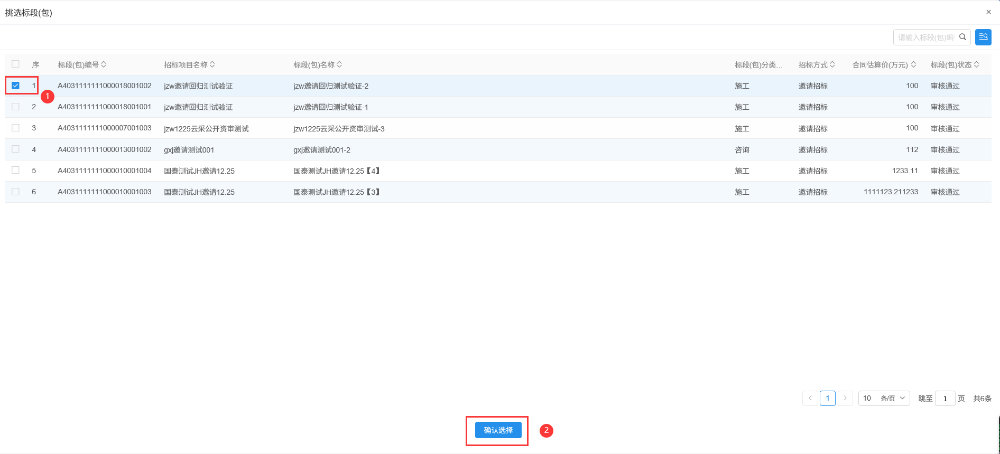 挑选标段(包)
请输入标段(包)编
序 标段(包)编号 招标项目名称 标段(包)名称 标段(包)分类... 招标方式 合同估算价(万元) 标段(包)状态
1 A4031111111000018001002 jzw邀请回归测试验证 jzw邀请回归测试验证-2 施工 邀请招标 100 审核通过
1
2 A4031111111000018001001 jzw邀请回归测试验证 jzw邀请回归测试验证-1 施工 邀请招标 100 审核通过
3 A4031111111000007001003 jzw1225云采公开资审测试 jzw1225云采公开资审测试-3 施工 邀请招标 100 审核通过
4 A4031111111000013001002 gxj邀请测试001 gxj邀请测试001-2 咨询 邀请招标 112 审核通过
5 A4031111111000010001004 国泰测试JH邀请12.25 国泰测试JH邀请12.25【4】 施工 邀请招标 1233.11 审核通过
6 A4031111111000010001003 国泰测试JH邀请12.25 国泰测试JH邀请12.25【3】 施工 邀请招标 1111123.211233 审核通过
1 10 条/页 跳至 1 页 共6条
确认选择 2